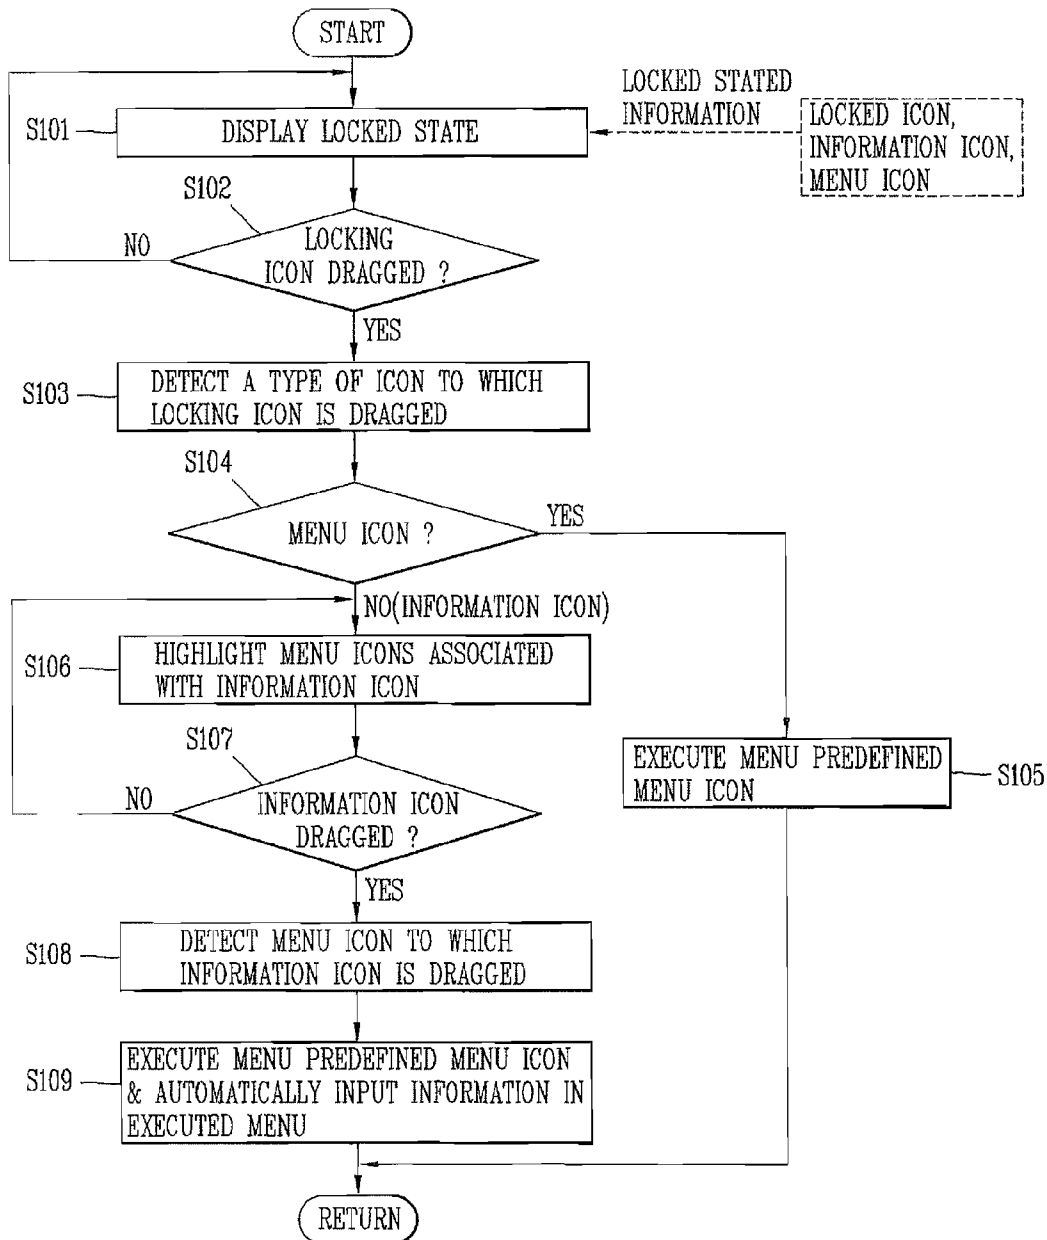 START
LOCKED STATED
INFORMATION
LOCKED ICON,
INFORMATION ICON,
MENU ICON
S101
DISPLAY LOCKED STATE
S102
NO
LOCKING
ICON DRAGGED ?
YES
S103
DETECT A TYPE OF ICON TO WHICH
LOCKING ICON IS DRAGGED
S104
MENU ICON ?
YES
NO(INFORMATION ICON)
S106
HIGHLIGHT MENU ICONS ASSOCIATED
WITH INFORMATION ICON
S107
NO
INFORMATION ICON
DRAGGED ?
YES
EXECUTE MENU PREDEFINED
MENU ICON
S105
S108
DETECT MENU ICON TO WHICH
INFORMATION ICON IS DRAGGED
S109
EXECUTE MENU PREDEFINED MENU ICON
& AUTOMATICALLY INPUT INFORMATION IN
EXECUTED MENU
RETURN